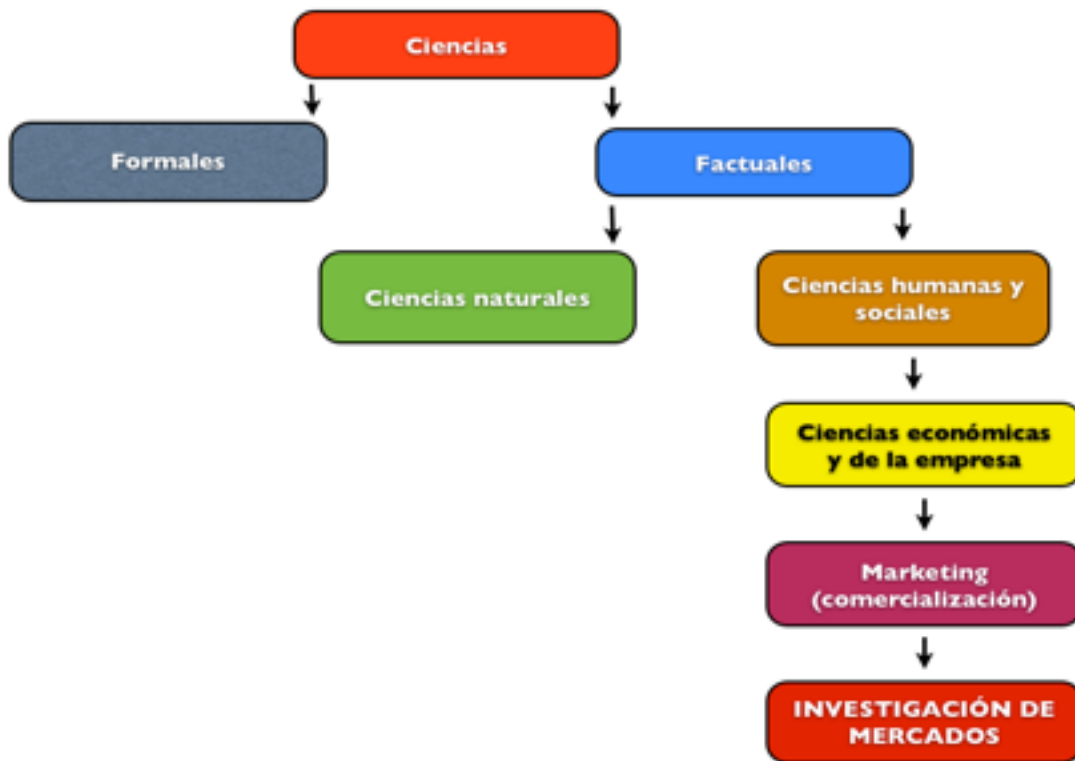 Ciencias
Formales
Factuales
Ciencias naturales
Ciencias humanas y
sociales
Ciencias económicas
y de la empresa
Marketing
(comercialización)
INVESTIGACIÓN DE
MERCADOS